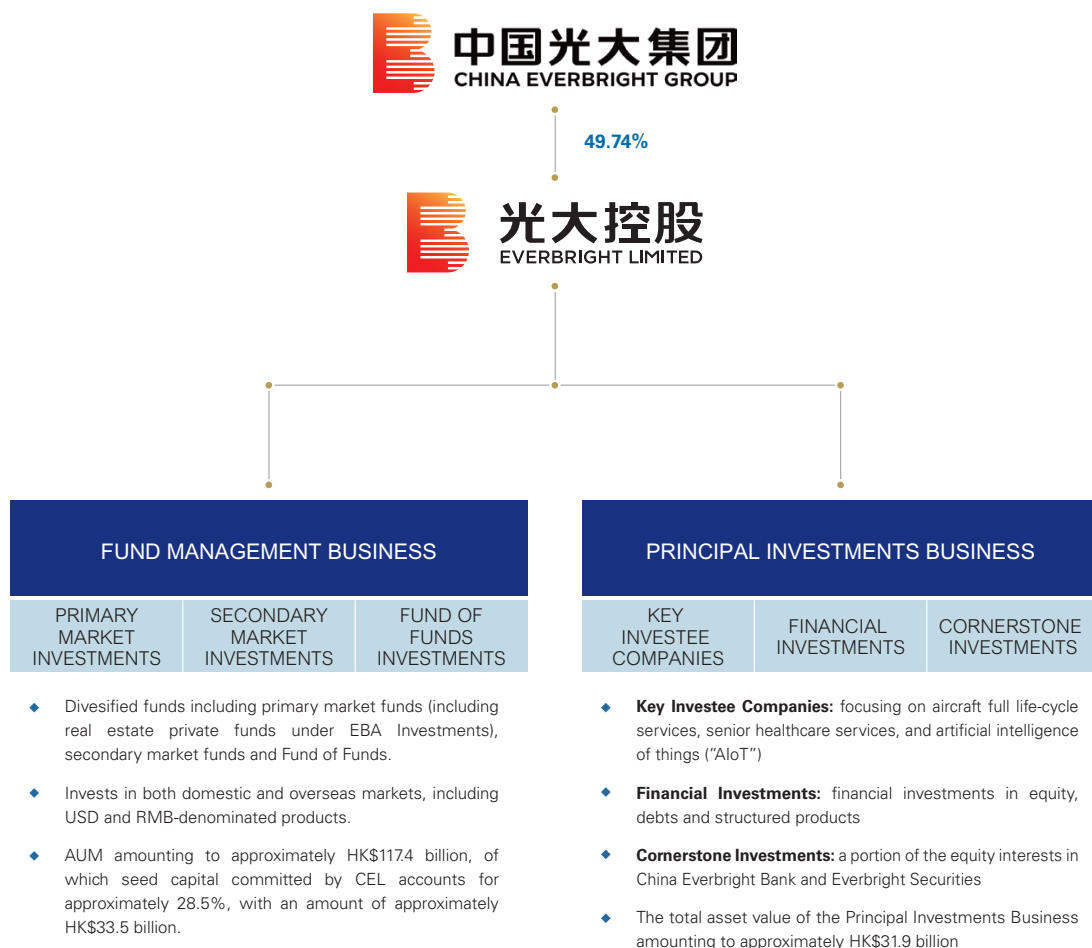 中国光大集团
CHINA EVERBRIGHT GROUP
49.74%
光大控股
EVERBRIGHT LIMITED
FUND MANAGEMENT BUSINESS
PRIMARY
MARKET
INVESTMENTS
SECONDARY
MARKET
INVESTMENTS
FUND OF
FUNDS
INVESTMENTS
Divesified funds including primary market funds (including
real estate private funds under EBA Investments),
secondary market funds and Fund of Funds.
Invests in both domestic and overseas markets, including
USD and RMB-denominated products.
AUM amounting to approximately HK$117.4 billion, of
which seed capital committed by CEL accounts for
approximately 28.5%, with an amount of approximately
HK$33.5 billion.
PRINCIPAL INVESTMENTS BUSINESS
KEY
INVESTEE
COMPANIES
FINANCIAL
INVESTMENTS
CORNERSTONE
INVESTMENTS
Key Investee Companies: focusing on aircraft full life-cycle
services, senior healthcare services, and artificial intelligence
of things ("AIoT")
Financial Investments: financial investments in equity,
debts and structured products
Cornerstone Investments: a portion of the equity interests in
China Everbright Bank and Everbright Securities
The total asset value of the Principal Investments Business
amounting to approximately HK$31.9 billion